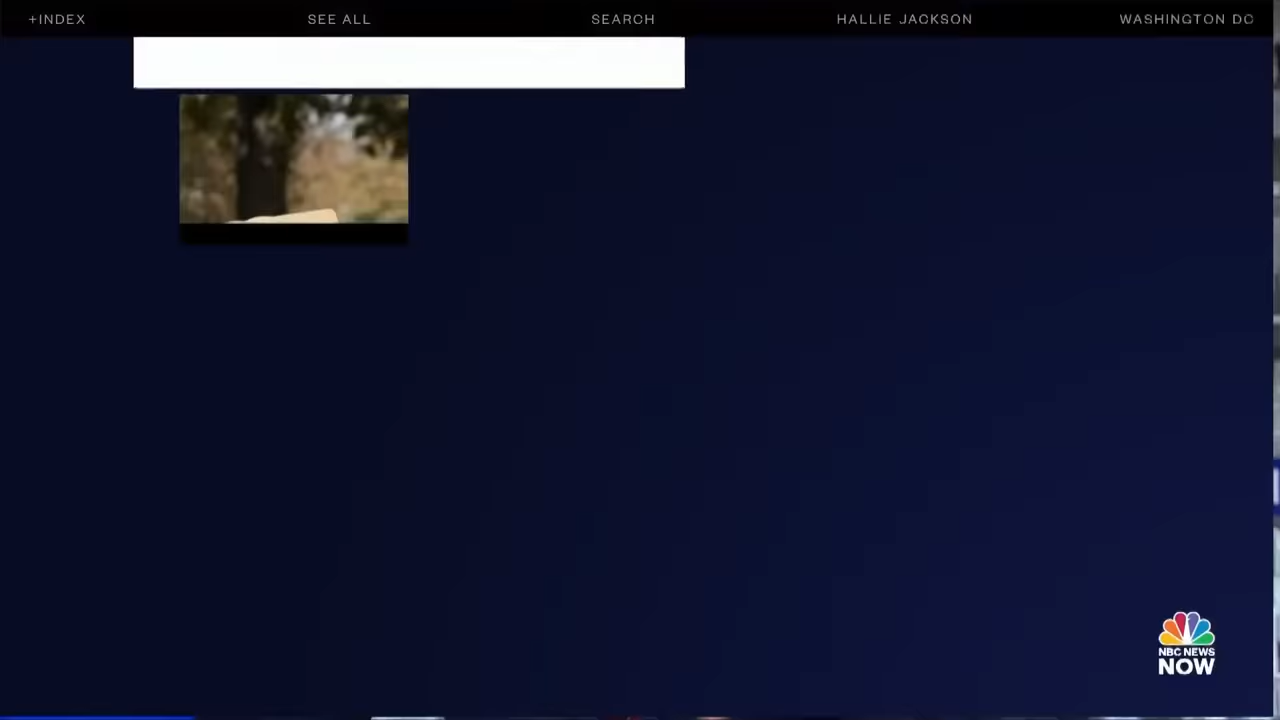 +INDEX
SEE ALL
SEARCH
HALLIE JACKSON
WASHINGTON DC
NBC NEWS
NOW